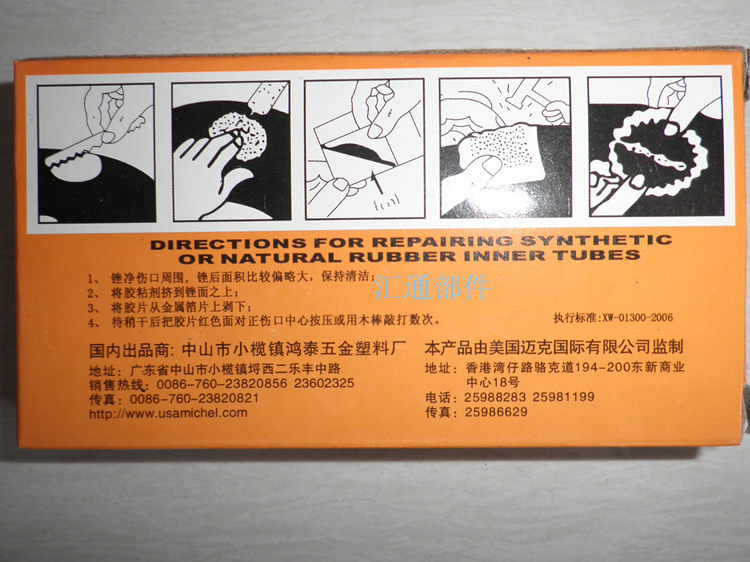 DIRECTIONS FOR REPAIRING SYNTHETIC
OR NATURAL RUBBER INNER TUBES
1、锉净伤口周围，锉后面积比较偏略大，保持清洁；
2、将胶粘剂挤到锉面之上；
3、将胶片从金属箔片上剥下；
4、待稍干后把胶片红色面对正伤口中心按压或用木棒敲打数次。
执行标准：XW-01300-2006
汇通部件
国内出品商：中山市小榄镇鸿泰五金塑料厂
地址：广东省中山市小榄镇埒西二乐丰中路
销售热线：0086-760-23820856 23602325
传真：0086-760-23820821
http://www.usamichel.com
本产品由美国迈克国际有限公司监制
地址：香港湾仔路骆克道194-200东新商业
中心18号
电话：25988283 25981199
传真：25986629